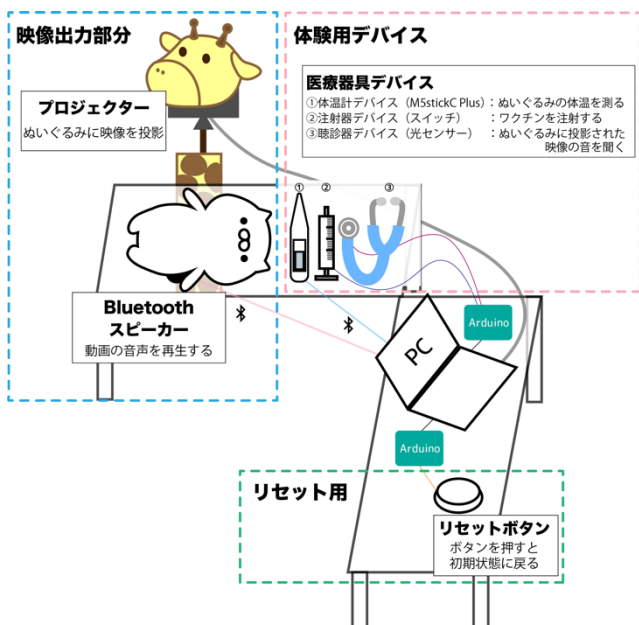 映像出力部分
プロジェクター
ぬいぐるみに映像を投影
体験用デバイス
医療器具デバイス
①体温計デバイス（M5stickC Plus）：ぬいぐるみの体温を測る
②注射器デバイス（スイッチ）　　：ワクチンを注射する
③聴診器デバイス（光センサー）　：ぬいぐるみに投影された
映像の音を聞く
①
②
③
Bluetooth
スピーカー
動画の音声を再生する
Arduino
PC
Arduino
リセット用
リセットボタン
ボタンを押すと
初期状態に戻る